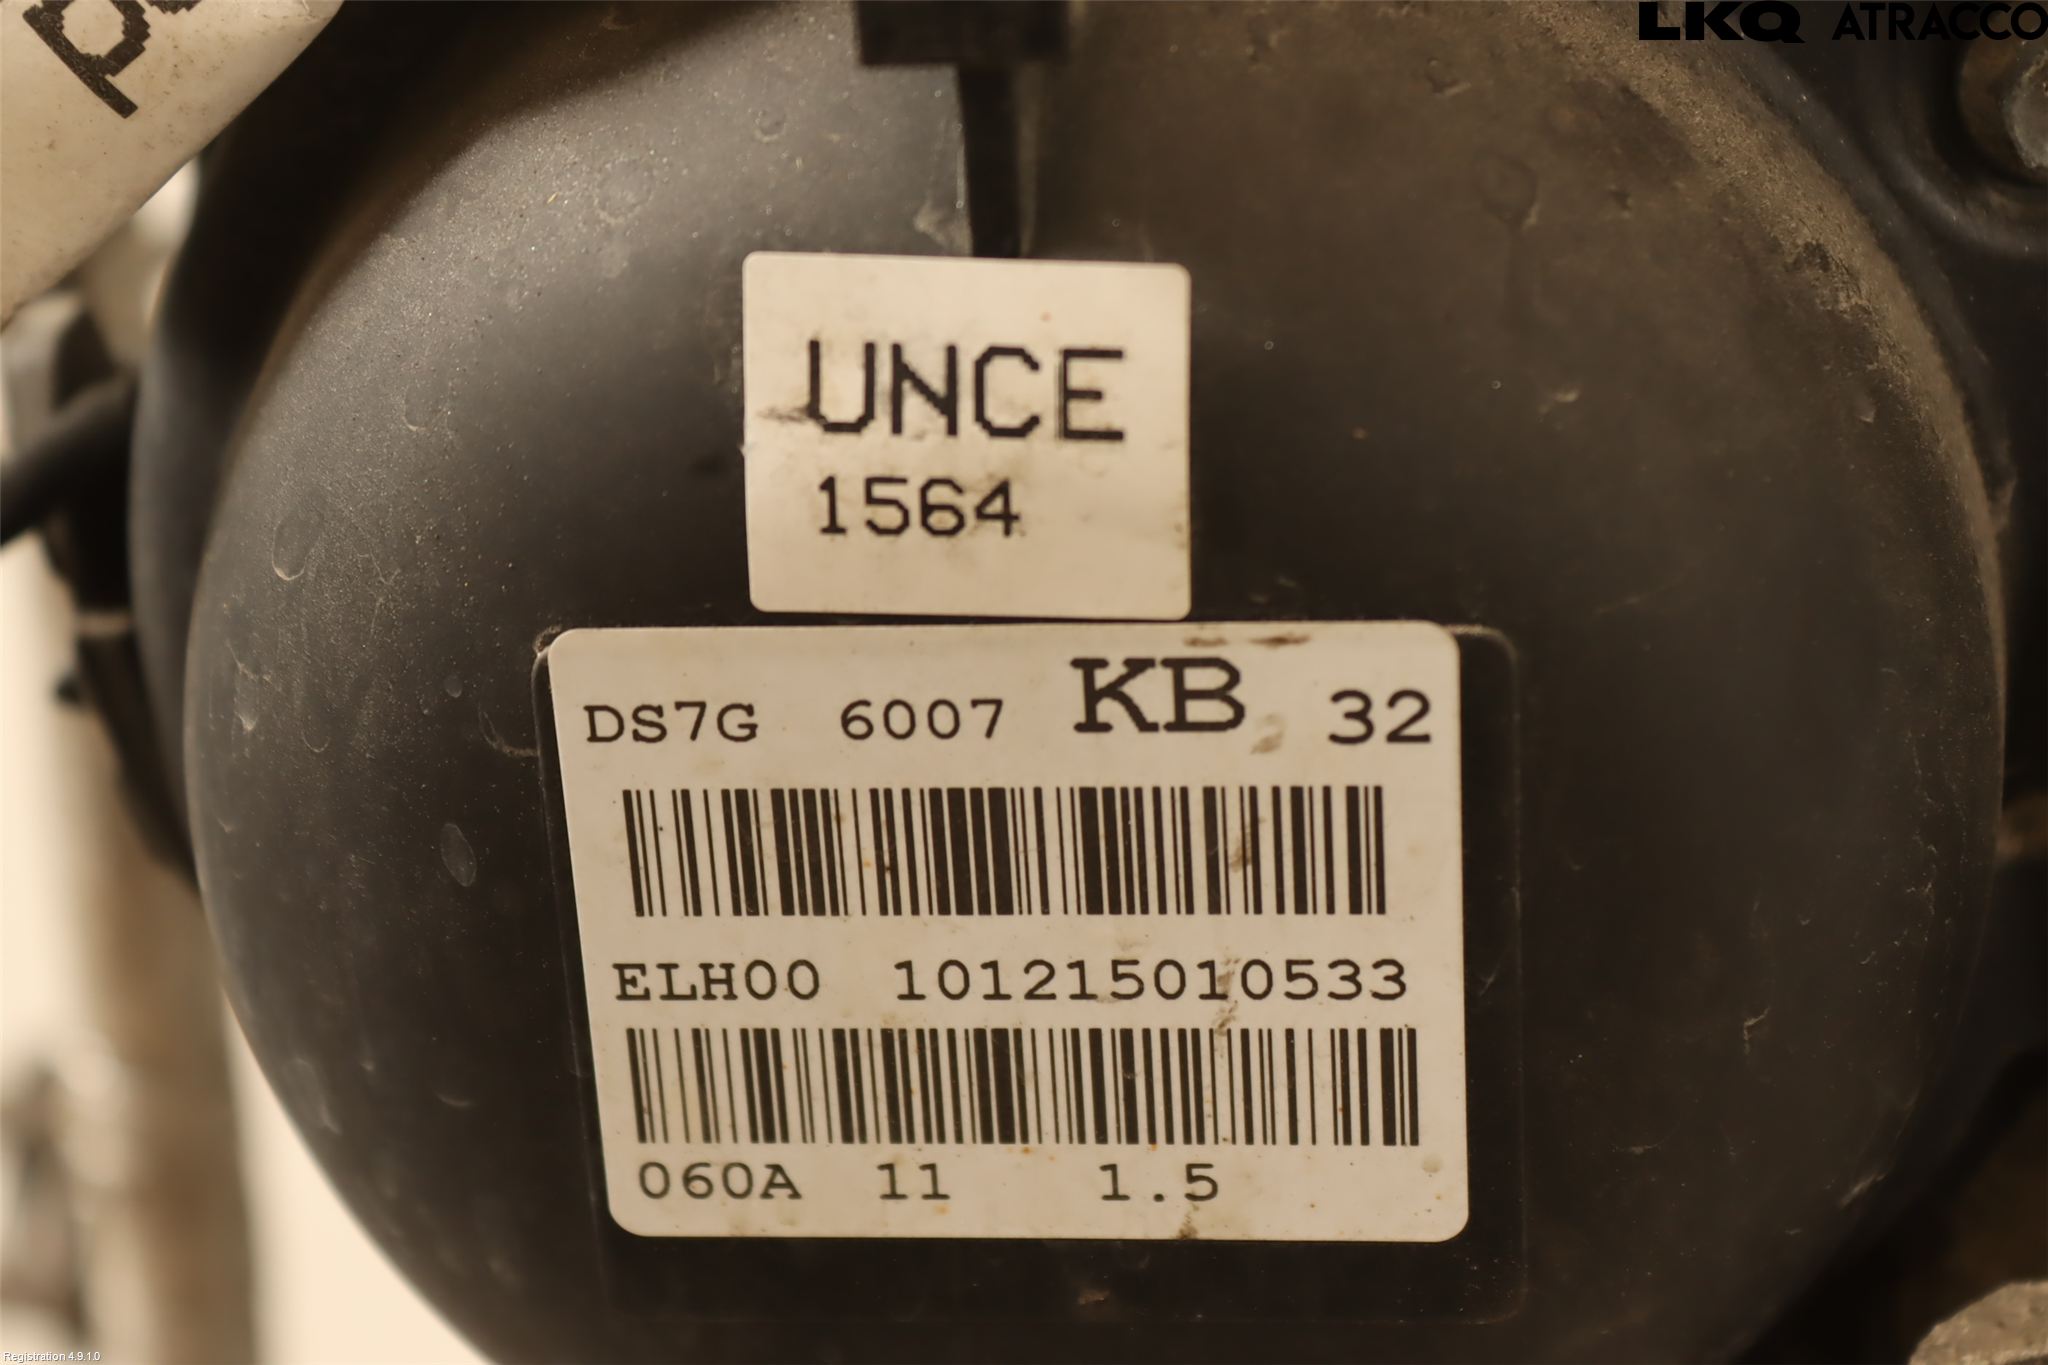 LKQ ATRACCO
UNCE
1564
DS7G 6007 KB 32
ELH00 101215010533
060A 11 1.5
Registration 4.9.1.0